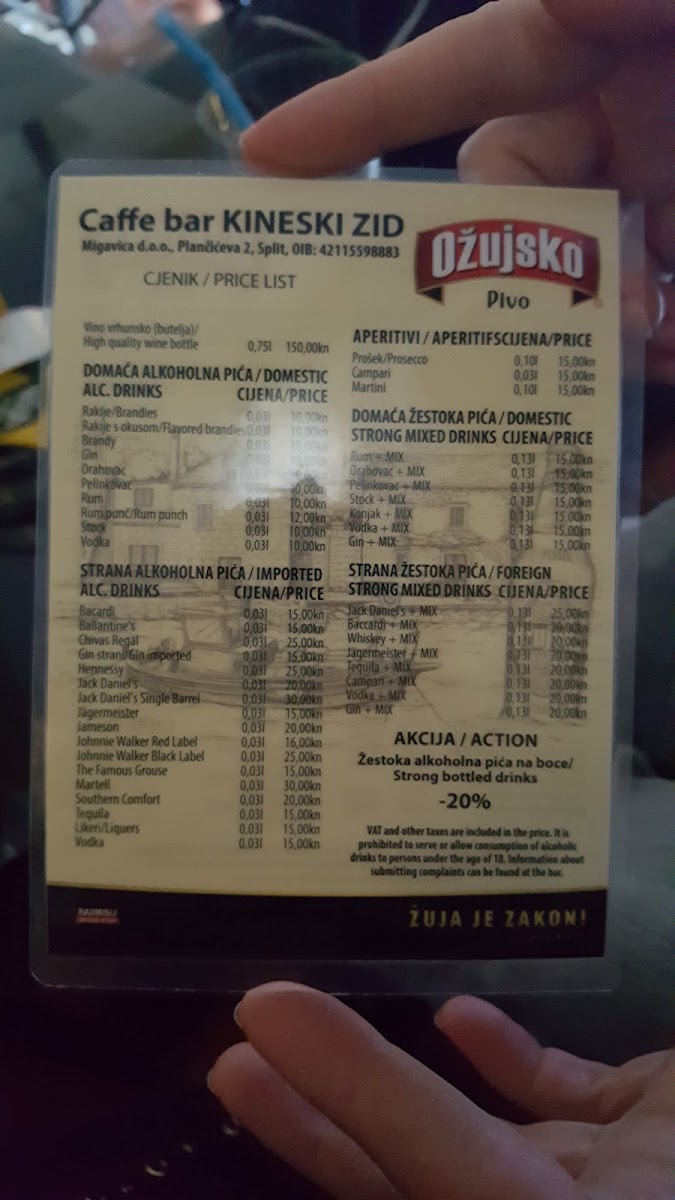 Caffe bar KINESKI ZID
Migavica d.o.o., Plančićeva 2, Split, OIB: 42115598883
CJENIK / PRICE LIST
Ožujsko
Pivo
Vino vrhunsko (butelja)/
High quality wine bottle 0,75l 150,00kn
DOMAĆA ALKOHOLNA PIĆA / DOMESTIC
ALC. DRINKS CIJENA/PRICE
Rakije/Brandies 0,03l 10,00kn
Rakije s okusom/Flavored brandies 0,03l 10,00kn
Brandy 0,03l
Gin
Orahovac
Pelinkovac
Rum 0,03l 10,00kn
Rum punč/Rum punch 0,03l 12,00kn
Stock 0,03l 10,00kn
Vodka 0,03l 10,00kn
STRANA ALKOHOLNA PIĆA / IMPORTED
ALC. DRINKS CIJENA/PRICE
Bacardi 0,03l 15,00kn
Ballantine's 0,03l 15,00kn
Chivas Regal 0,03l 25,00kn
Gin strani/Gin imported 0,03l 15,00kn
Hennessy 0,03l 25,00kn
Jack Daniel's 0,03l 20,00kn
Jack Daniel's Single Barrel 0,03l 30,00kn
Jägermeister 0,03l 15,00kn
Jameson 0,03l 20,00kn
Johnnie Walker Red Label 0,03l 16,00kn
Johnnie Walker Black Label 0,03l 25,00kn
The Famous Grouse 0,03l 15,00kn
Martell 0,03l 30,00kn
Southern Comfort 0,03l 20,00kn
Tequila 0,03l 15,00kn
Likeri/Liquers 0,03l 15,00kn
Vodka 0,03l 15,00kn
APERITIVI / APERITIFSCIJENA/PRICE
Prošek/Prosecco 0,10l 15,00kn
Campari 0,03l 15,00kn
Martini 0,10l 15,00kn
DOMAĆA ŽESTOKA PIĆA / DOMESTIC
STRONG MIXED DRINKS CIJENA/PRICE
Rum + MIX 0,13l 15,00kn
Orahovac + MIX 0,13l 15,00kn
Pelinkovac + MIX 0,13l 15,00kn
Stock + MIX 0,13l 15,00kn
Konjak + MIX 0,13l 15,00kn
Vodka + MIX 0,13l 15,00kn
Gin + MIX 0,13l 15,00kn
STRANA ŽESTOKA PIĆA / FOREIGN
STRONG MIXED DRINKS CIJENA/PRICE
Jack Daniel's + MIX 0,13l 25,00kn
Baccardi + MIX 0,13l 20,00kn
Whiskey + MIX 0,13l 20,00kn
Jägermeister + MIX 0,13l 20,00kn
Tequila + MIX 0,13l 20,00kn
Campari + MIX 0,13l 20,00kn
Vodka + MIX 0,13l 20,00kn
Gin + MIX 0,13l 20,00kn
AKCIJA / ACTION
Žestoka alkoholna pića na boce/
Strong bottled drinks
-20%
VAT and other taxes are included in the price. It is
prohibited to serve or allow consumption of alcoholic
drinks to persons under the age of 18. Information about
submitting complaints can be found at the bar.
RAZMISLI
ŽUJA JE ZAKON!